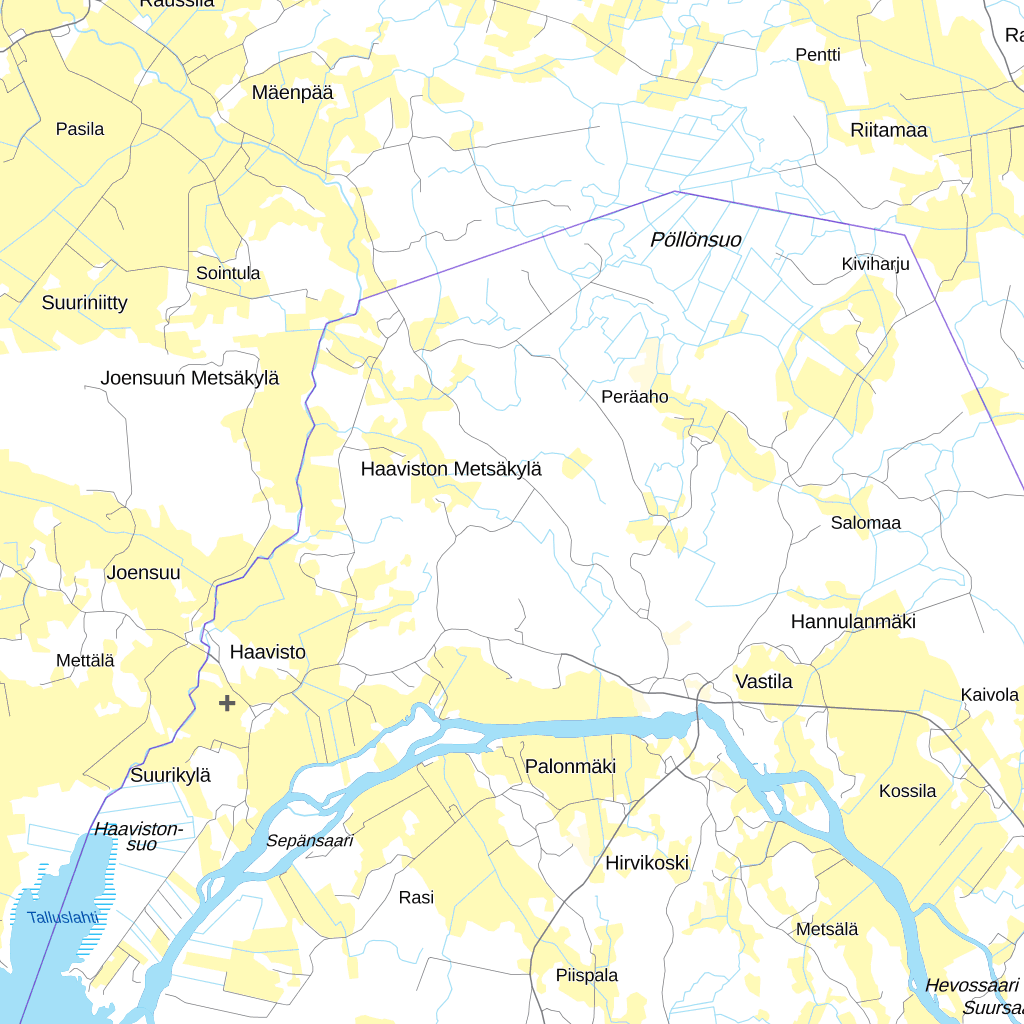 Raussila
Pentti
Mäenpää
Pasila
Riitamaa
Pöllönsuo
Kiviharju
Sointula
Suuriniitty
Joensuun Metsäkylä
Peräaho
Haaviston Metsäkylä
Salomaa
Joensuu
Hannulanmäki
Haavisto
Mettälä
Vastila
Kaivola
Palonmäki
Suurikylä
Kossila
Haaviston-
suo
Sepänsaari
Hirvikoski
Rasi
Talluslahti
Metsälä
Piispala
Hevossaari